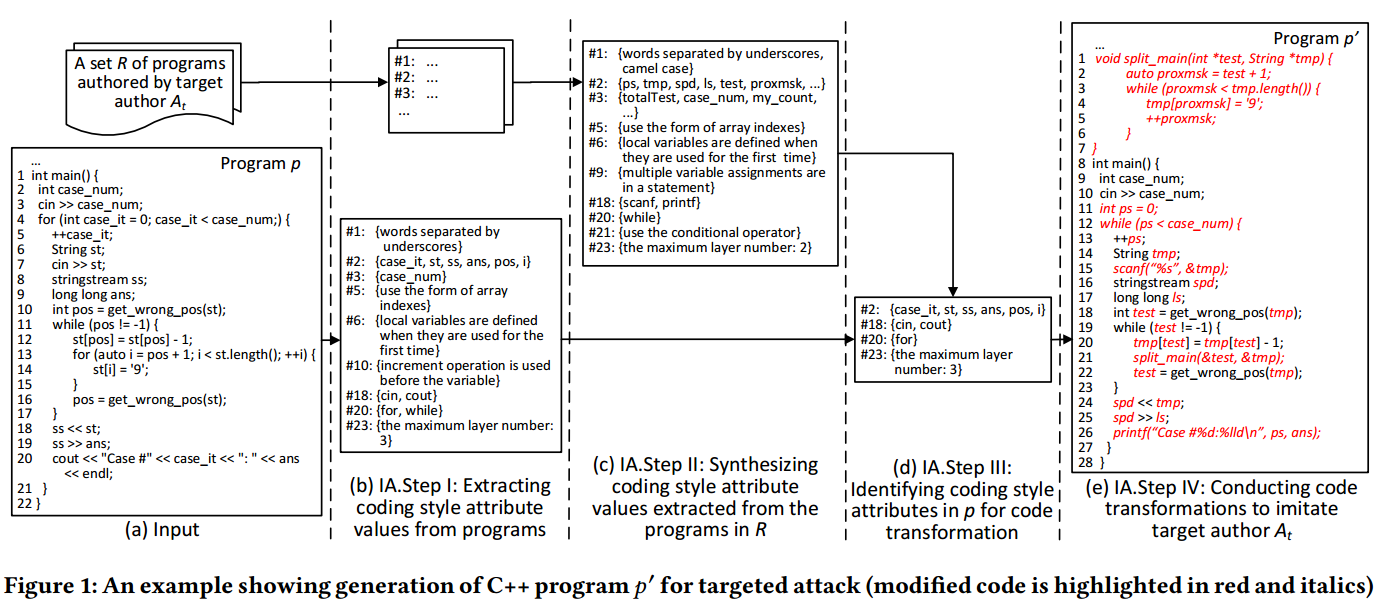 A set R of programs
authored by target
author At
...
Program p
1 int main() {
2 int case_num;
3 cin >> case_num;
4 for (int case_it = 0; case_it < case_num;) {
5 ++case_it;
6 String st;
7 cin >> st;
8 stringstream ss;
9 long long ans;
10 int pos = get_wrong_pos(st);
11 while (pos != -1) {
12 st[pos] = st[pos] - 1;
13 for (auto i = pos + 1; i < st.length(); ++i) {
14 st[i] = '9';
15 }
16 pos = get_wrong_pos(st);
17 }
18 ss << st;
19 ss >> ans;
20 cout << "Case #" << case_it << ": " << ans
<< endl;
21 }
22 }
(a) Input
#1: ...
#2: ...
#3: ...
...
#1: {words separated by
underscores}
#2: {case_it, st, ss, ans, pos, i}
#3: {case_num}
#5: {use the form of array
indexes}
#6: {local variables are defined
when they are used for the
first time}
#10: {increment operation is used
before the variable}
#18: {cin, cout}
#20: {for, while}
#23: {the maximum layer number:
3}
(b) IA.Step I: Extracting
coding style attribute
values from programs
#1: {words separated by underscores,
camel case}
#2: {ps, tmp, spd, ls, test, proxmsk, ...}
#3: {totalTest, case_num, my_count,
...}
#5: {use the form of array indexes}
#6: {local variables are defined when
they are used for the first time}
#9: {multiple variable assignments are
in a statement}
#18: {scanf, printf}
#20: {while}
#21: {use the conditional operator}
#23: {the maximum layer number: 2}
(c) IA.Step II: Synthesizing
coding style attribute
values extracted from the
programs in R
#2: {case_it, st, ss, ans, pos, i}
#18: {cin, cout}
#20: {for}
#23: {the maximum layer
number: 3}
(d) IA.Step III:
Identifying coding style
attributes in p for code
transformation
Program p′
...
1 void split_main(int *test, String *tmp) {
2 auto proxmsk = test + 1;
3 while (proxmsk < tmp.length()) {
4 tmp[proxmsk] = '9';
5 ++proxmsk;
6 }
7 }
8 int main() {
9 int case_num;
10 cin >> case_num;
11 int ps = 0;
12 while (ps < case_num) {
13 ++ps;
14 String tmp;
15 scanf(“%s”, &tmp);
16 stringstream spd;
17 long long ls;
18 int test = get_wrong_pos(tmp);
19 while (test != -1) {
20 tmp[test] = tmp[test] - 1;
21 split_main(&test, &tmp);
22 test = get_wrong_pos(tmp);
23 }
24 spd << tmp;
25 spd >> ls;
26 printf(“Case #%d:%lld\n”, ps, ans);
27 }
28 }
(e) IA.Step IV: Conducting code
transformations to imitate
target author At
Figure 1: An example showing generation of C++ program p′ for targeted attack (modified code is highlighted in red and italics)